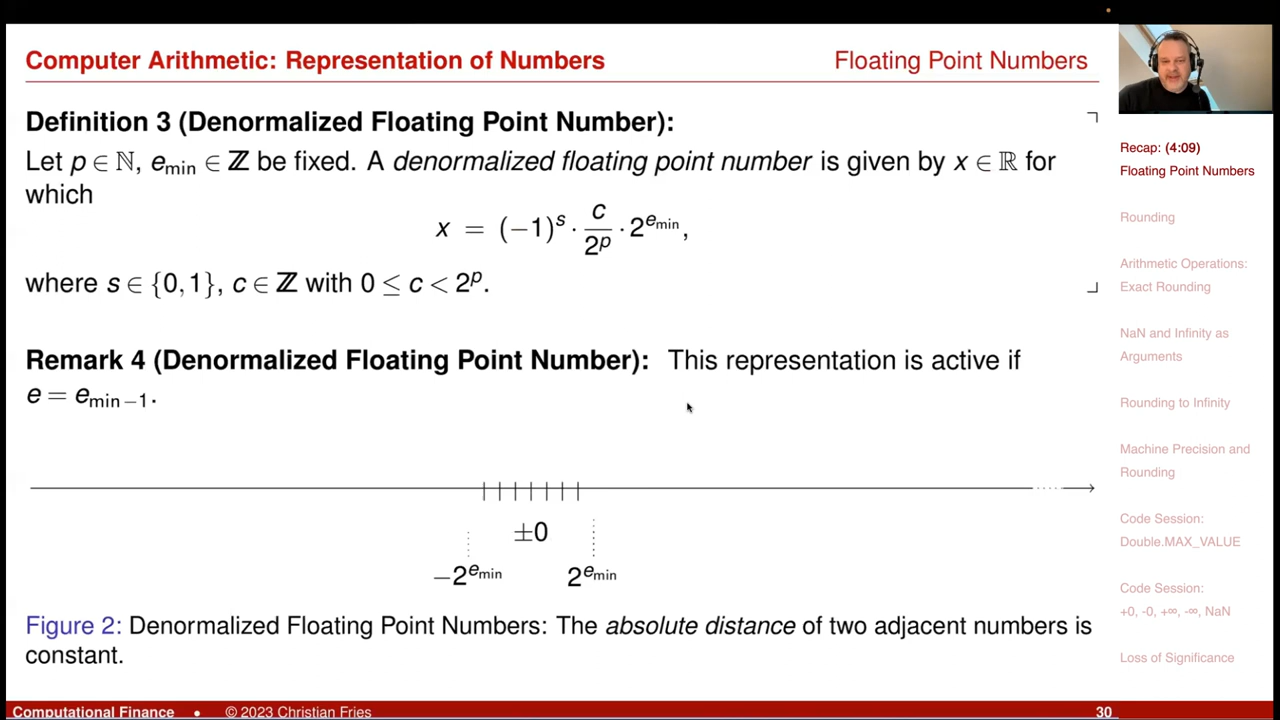 Computer Arithmetic: Representation of Numbers
Floating Point Numbers
Definition 3 (Denormalized Floating Point Number):
Let p ∈ ℕ, e_min ∈ ℤ be fixed. A denormalized floating point number is given by x ∈ ℝ for
which
x = (−1)^s · c/2^p · 2^{e_min},
where s ∈ {0,1}, c ∈ ℤ with 0 ≤ c < 2^p.
Remark 4 (Denormalized Floating Point Number): This representation is active if
e = e_{min −1}.
±0
−2^{e_min} 2^{e_min}
Figure 2: Denormalized Floating Point Numbers: The absolute distance of two adjacent numbers is
constant.
Recap: (4:09)
Floating Point Numbers
Rounding
Arithmetic Operations:
Exact Rounding
NaN and Infinity as
Arguments
Rounding to Infinity
Machine Precision and
Rounding
Code Session:
Double.MAX_VALUE
Code Session:
+0, -0, +∞, -∞, NaN
Loss of Significance
Computational Finance • © 2023 Christian Fries
30